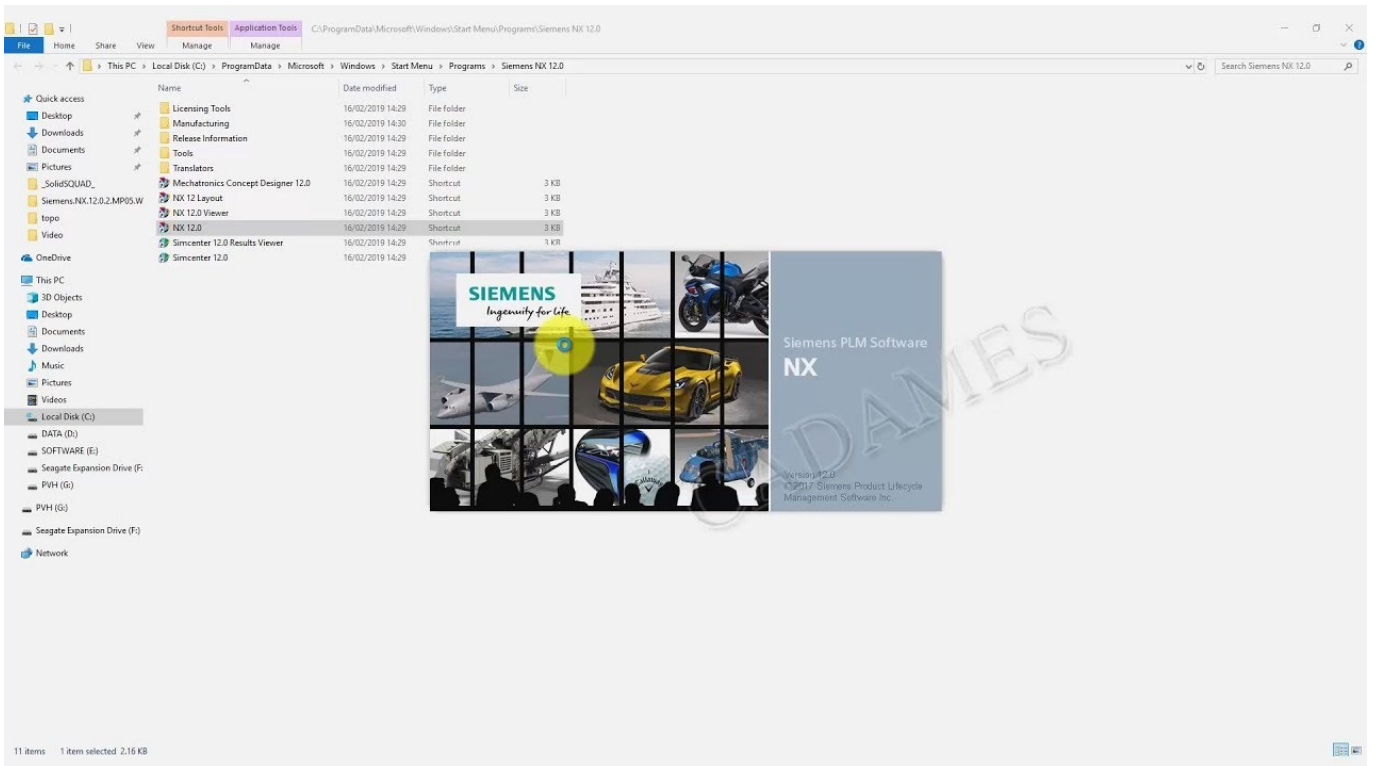 Shortcut Tools Application Tools C:\ProgramData\Microsoft\Windows\Start Menu\Programs\Siemens NX 12.0
File Home Share View Manage Manage
This PC › Local Disk (C:) › ProgramData › Microsoft › Windows › Start Menu › Programs › Siemens NX 12.0
Search Siemens NX 12.0
Name Date modified Type Size
Quick access
Desktop
Downloads
Documents
Pictures
_SolidSQUAD_
Siemens.NX.12.0.2.MP05.W
topo
Video
OneDrive
This PC
3D Objects
Desktop
Documents
Downloads
Music
Pictures
Videos
Local Disk (C:)
DATA (D:)
SOFTWARE (E:)
Seagate Expansion Drive (F:
PVH (G:)
PVH (G:)
Seagate Expansion Drive (F:)
Network
Licensing Tools 16/02/2019 14:29 File folder
Manufacturing 16/02/2019 14:30 File folder
Release Information 16/02/2019 14:29 File folder
Tools 16/02/2019 14:29 File folder
Translators 16/02/2019 14:29 File folder
Mechatronics Concept Designer 12.0 16/02/2019 14:29 Shortcut 3 KB
NX 12 Layout 16/02/2019 14:29 Shortcut 3 KB
NX 12.0 Viewer 16/02/2019 14:29 Shortcut 3 KB
NX 12.0 16/02/2019 14:29 Shortcut 3 KB
Simcenter 12.0 Results Viewer 16/02/2019 14:29 Shortcut 3 KB
Simcenter 12.0 16/02/2019 14:29
SIEMENS
Ingenuity for life
Siemens PLM Software
NX
Version 12.0
©2017 Siemens Product Lifecycle
Management Software Inc.
Callaway
CADAMES
11 items 1 item selected 2.16 KB